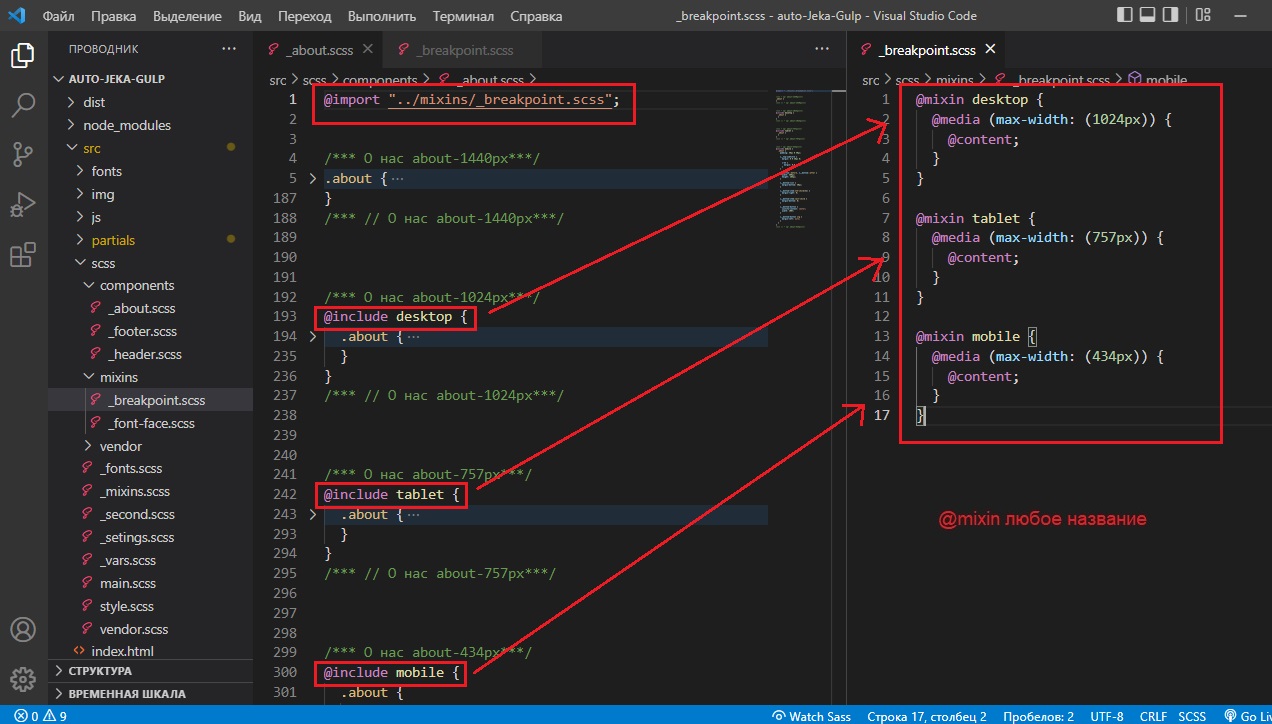 Файл Правка Выделение Вид Переход Выполнить Терминал Справка _breakpoint.scss - auto-Jeka-Gulp - Visual Studio Code
ПРОВОДНИК
AUTO-JEKA-GULP
dist
node_modules
src
fonts
img
js
partials
scss
components
_about.scss
_footer.scss
_header.scss
mixins
_breakpoint.scss
_font-face.scss
vendor
_fonts.scss
_mixins.scss
_second.scss
_setings.scss
_vars.scss
main.scss
style.scss
vendor.scss
index.html
СТРУКТУРА
ВРЕМЕННАЯ ШКАЛА
_about.scss _breakpoint.scss
src > scss > components > _about.scss >
1 @import "../mixins/_breakpoint.scss";
2
3
4 /*** О нас about-1440px***/
5 .about { ...
187 }
188 /*** // О нас about-1440px***/
189
190
191
192 /*** О нас about-1024px***/
193 @include desktop {
194 .about { ...
235 }
236 }
237 /*** // О нас about-1024px***/
238
239
240
241 /*** О нас about-757px***/
242 @include tablet {
243 .about { ...
293 }
294 }
295 /*** // О нас about-757px***/
296
297
298
299 /*** О нас about-434px***/
300 @include mobile {
301 .about {
_breakpoint.scss
src > scss > mixins > _breakpoint.scss > mobile
1 @mixin desktop {
2 @media (max-width: (1024px)) {
3 @content;
4 }
5 }
6
7 @mixin tablet {
8 @media (max-width: (757px)) {
9 @content;
10 }
11 }
12
13 @mixin mobile {
14 @media (max-width: (434px)) {
15 @content;
16 }
17 }
@mixin любое название
0 9 Watch Sass Строка 17, столбец 2 Пробелов: 2 UTF-8 CRLF SCSS Go Liv